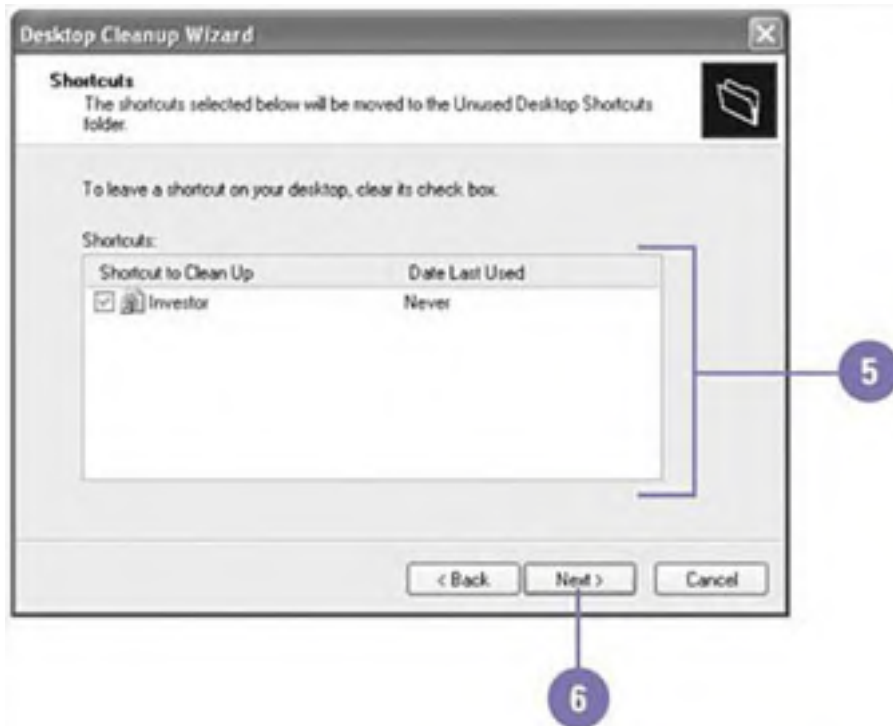 Desktop Cleanup Wizard
Shortcuts
The shortcuts selected below will be moved to the Unused Desktop Shortcuts
folder.
To leave a shortcut on your desktop, clear its check box.
Shortcuts:
Shortcut to Clean Up Date Last Used
Investor Never
5
< Back Next > Cancel
6